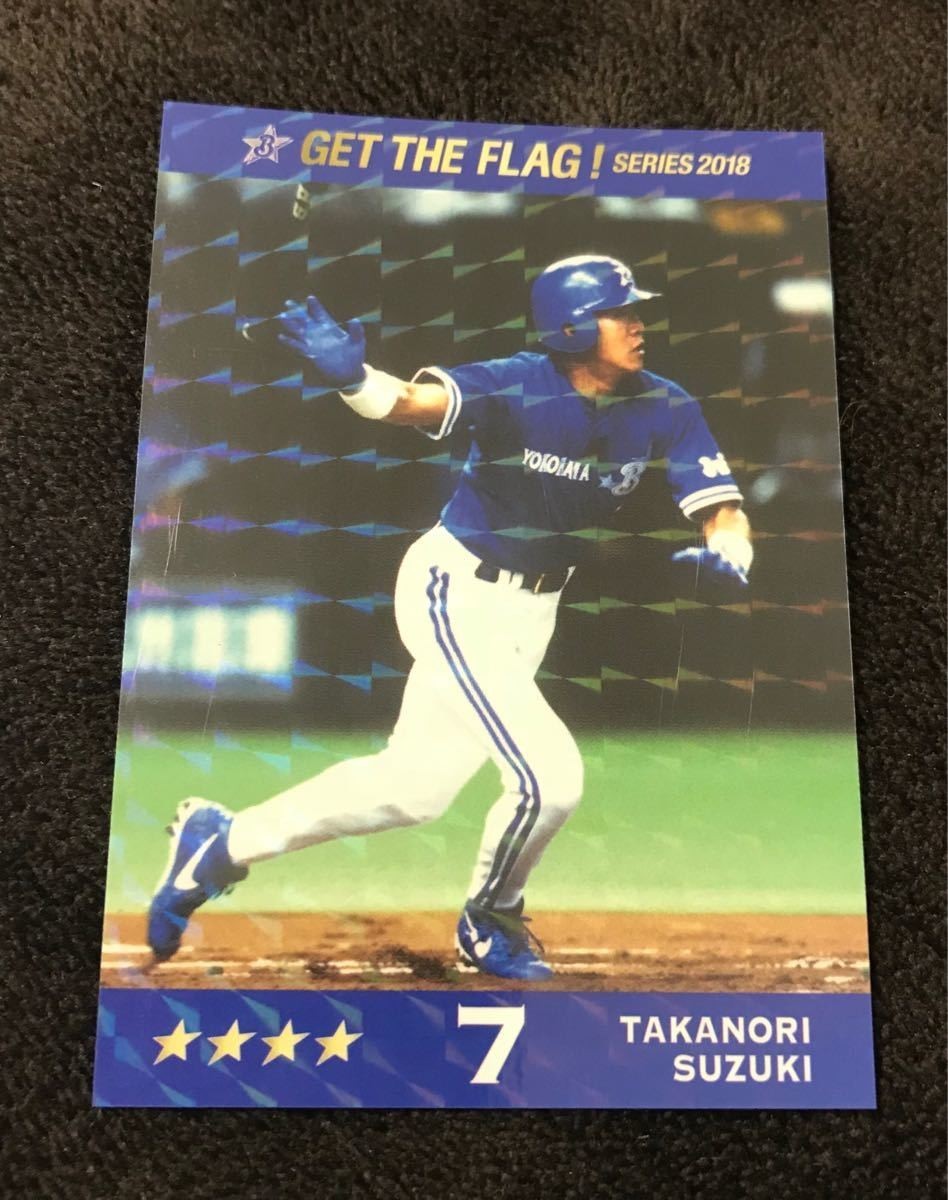 GET THE FLAG! SERIES 2018
YOKOHAMA B
7
TAKANORI
SUZUKI